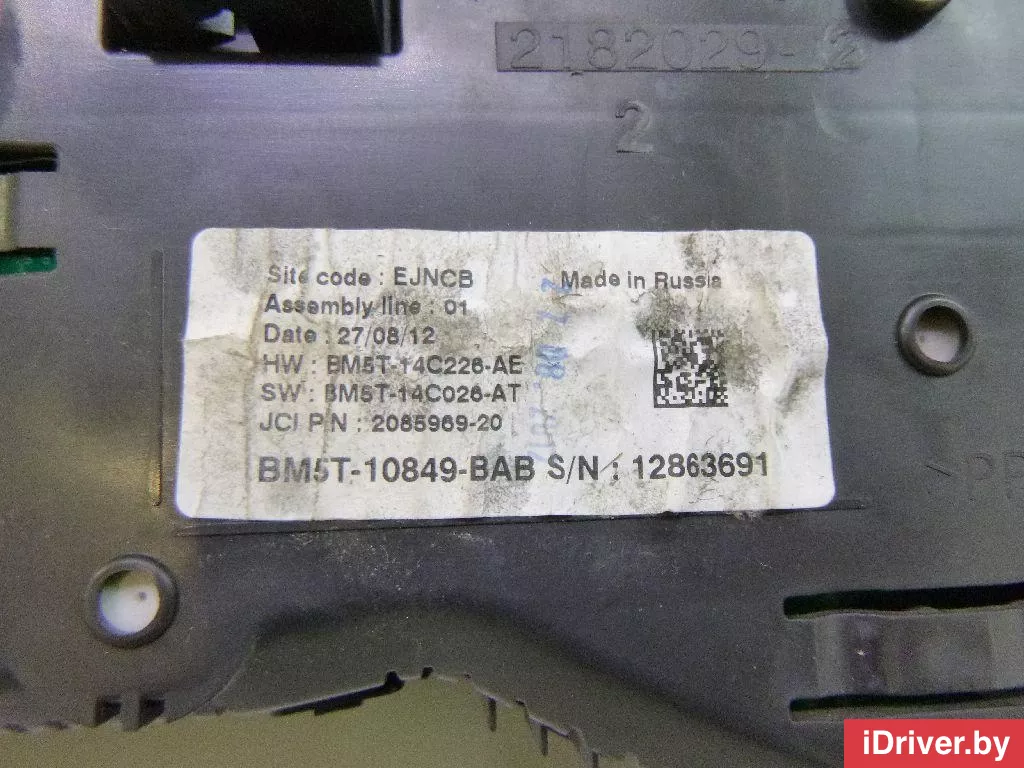 2182029-2
2
Site code : EJNCB Made in Russia
Assembly line : 01
Date : 27/08/12
HW : BM5T-14C226-AE
SW : BM5T-14C026-AT
JCI P/N : 2065969-20
BM5T-10849-BAB S/N : 12863691
iDriver.by